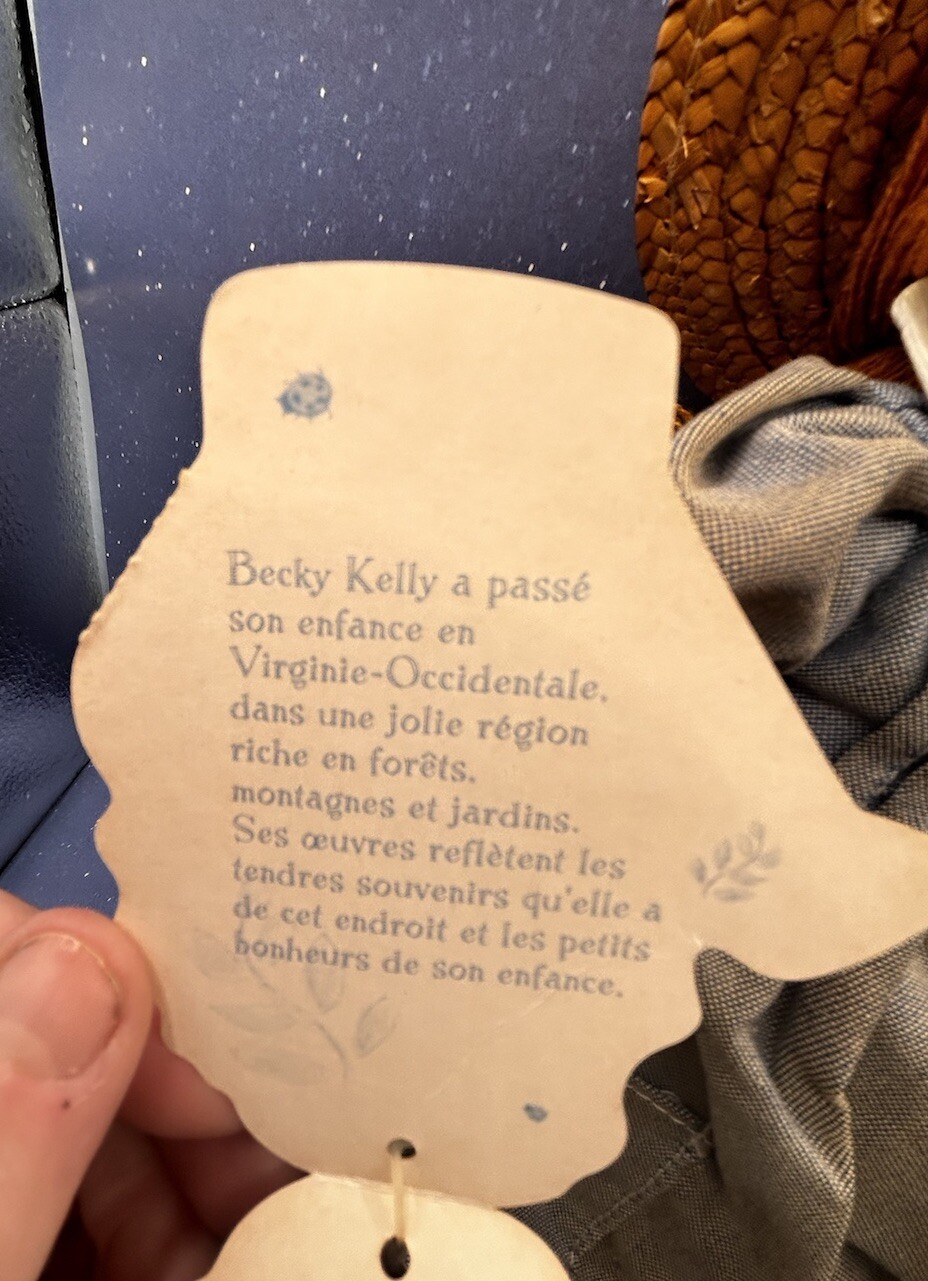 Becky Kelly a passé
son enfance en
Virginie-Occidentale,
dans une jolie région
riche en forêts,
montagnes et jardins.
Ses œuvres reflètent les
tendres souvenirs qu'elle a
de cet endroit et les petits
bonheurs de son enfance.